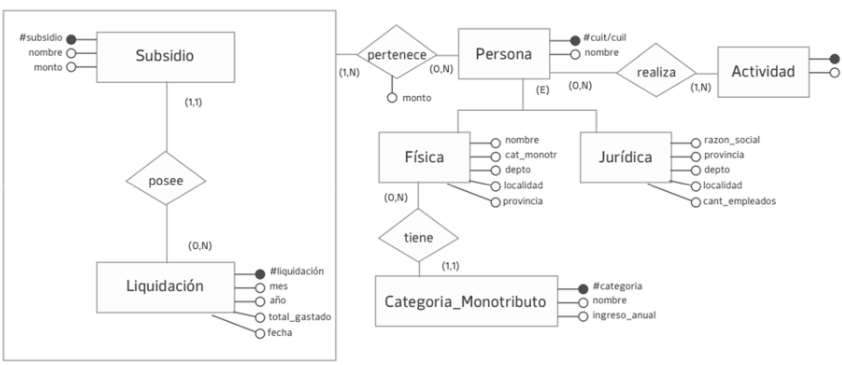 #subsidio
nombre
monto
Subsidio
(1,1)
posee
(0,N)
Liquidación
#liquidación
mes
año
total_gastado
fecha
(1,N)
pertenece
monto
(0,N)
Persona
#cuit/cuil
nombre
(E)
(0,N)
realiza
(1,N)
Actividad
Física
nombre
cat_monotr
depto
localidad
provincia
Jurídica
razon_social
provincia
depto
localidad
cant_empleados
(0,N)
tiene
(1,1)
Categoria_Monotributo
#categoria
nombre
ingreso_anual